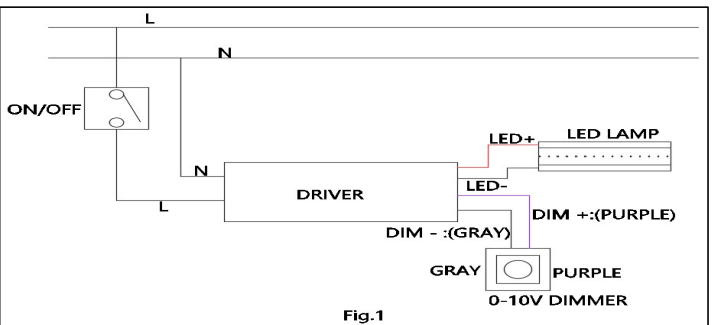 L
N
ON/OFF
LED+
LED LAMP
N
DRIVER
LED-
L
DIM +:(PURPLE)
DIM - :(GRAY)
GRAY
PURPLE
0-10V DIMMER
Fig.1